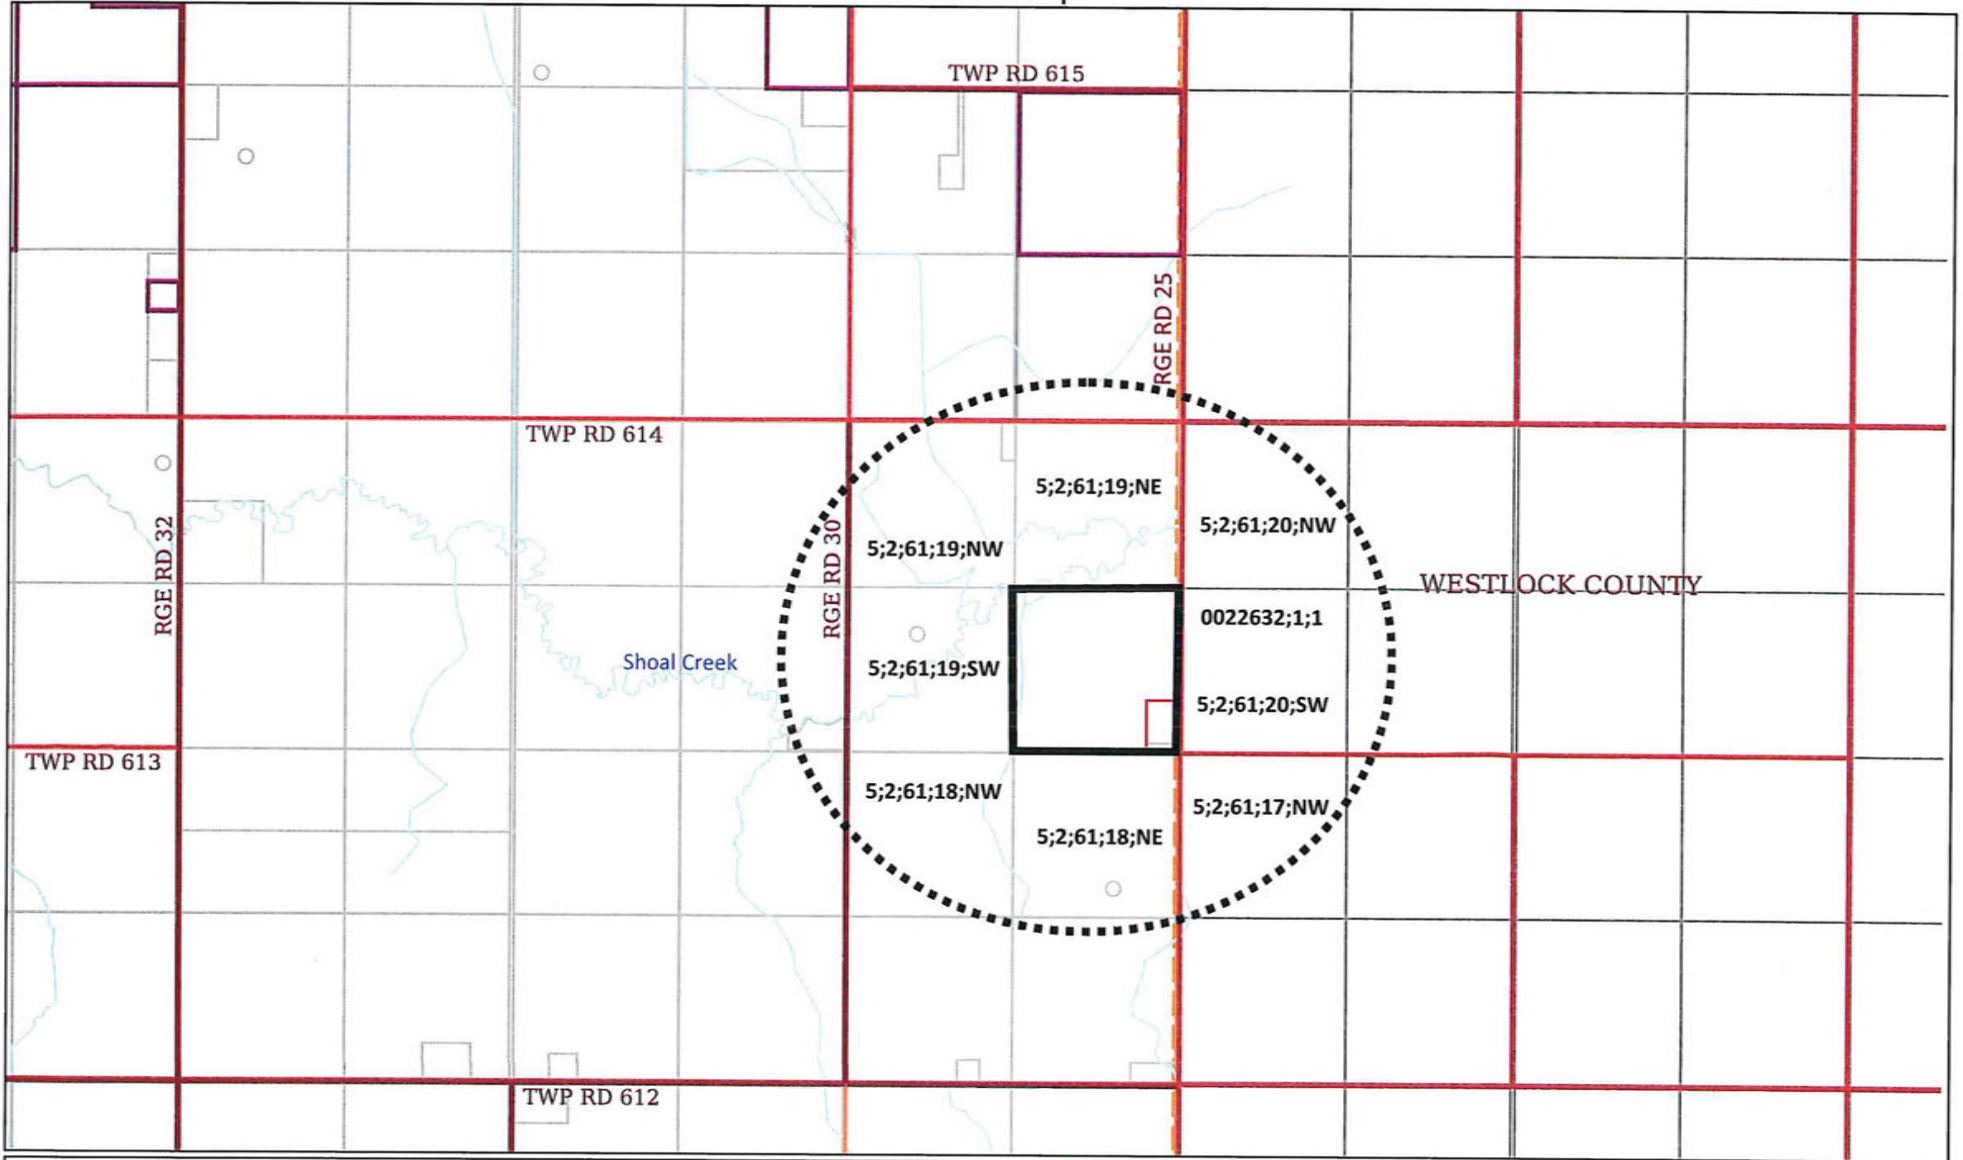 TWP RD 615
RGE RD 25
TWP RD 614
5;2;61;19;NE
5;2;61;20;NW
RGE RD 32
RGE RD 30
5;2;61;19;NW
WESTLOCK COUNTY
0022632;1;1
Shoal Creek
5;2;61;19;SW
5;2;61;20;SW
TWP RD 613
5;2;61;18;NW
5;2;61;17;NW
5;2;61;18;NE
TWP RD 612